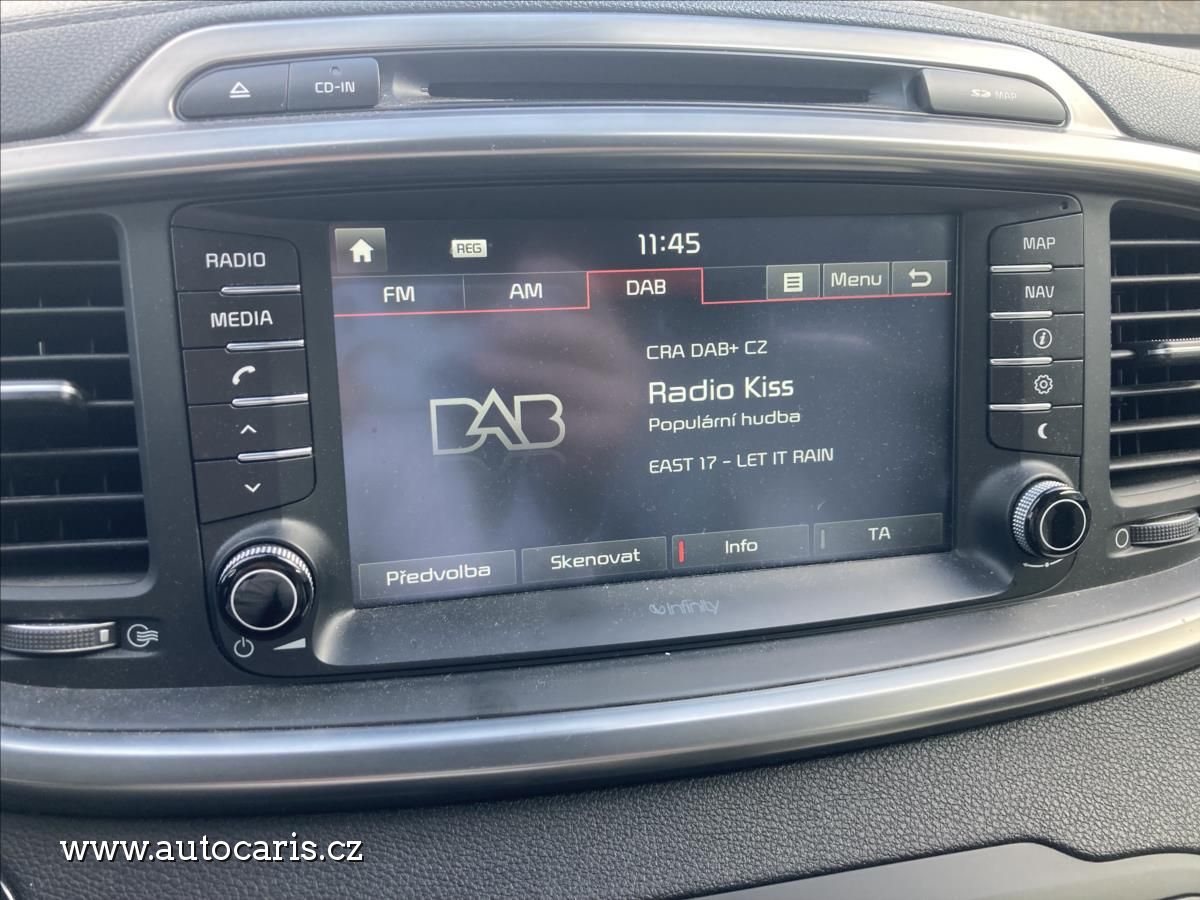 CD-IN
SD MAP
RADIO
MEDIA
MAP
NAV
REG
11:45
FM
AM
DAB
Menu
CRA DAB+ CZ
Radio Kiss
Populární hudba
EAST 17 - LET IT RAIN
DAB
Předvolba
Skenovat
Info
TA
infinity
www.autocaris.cz